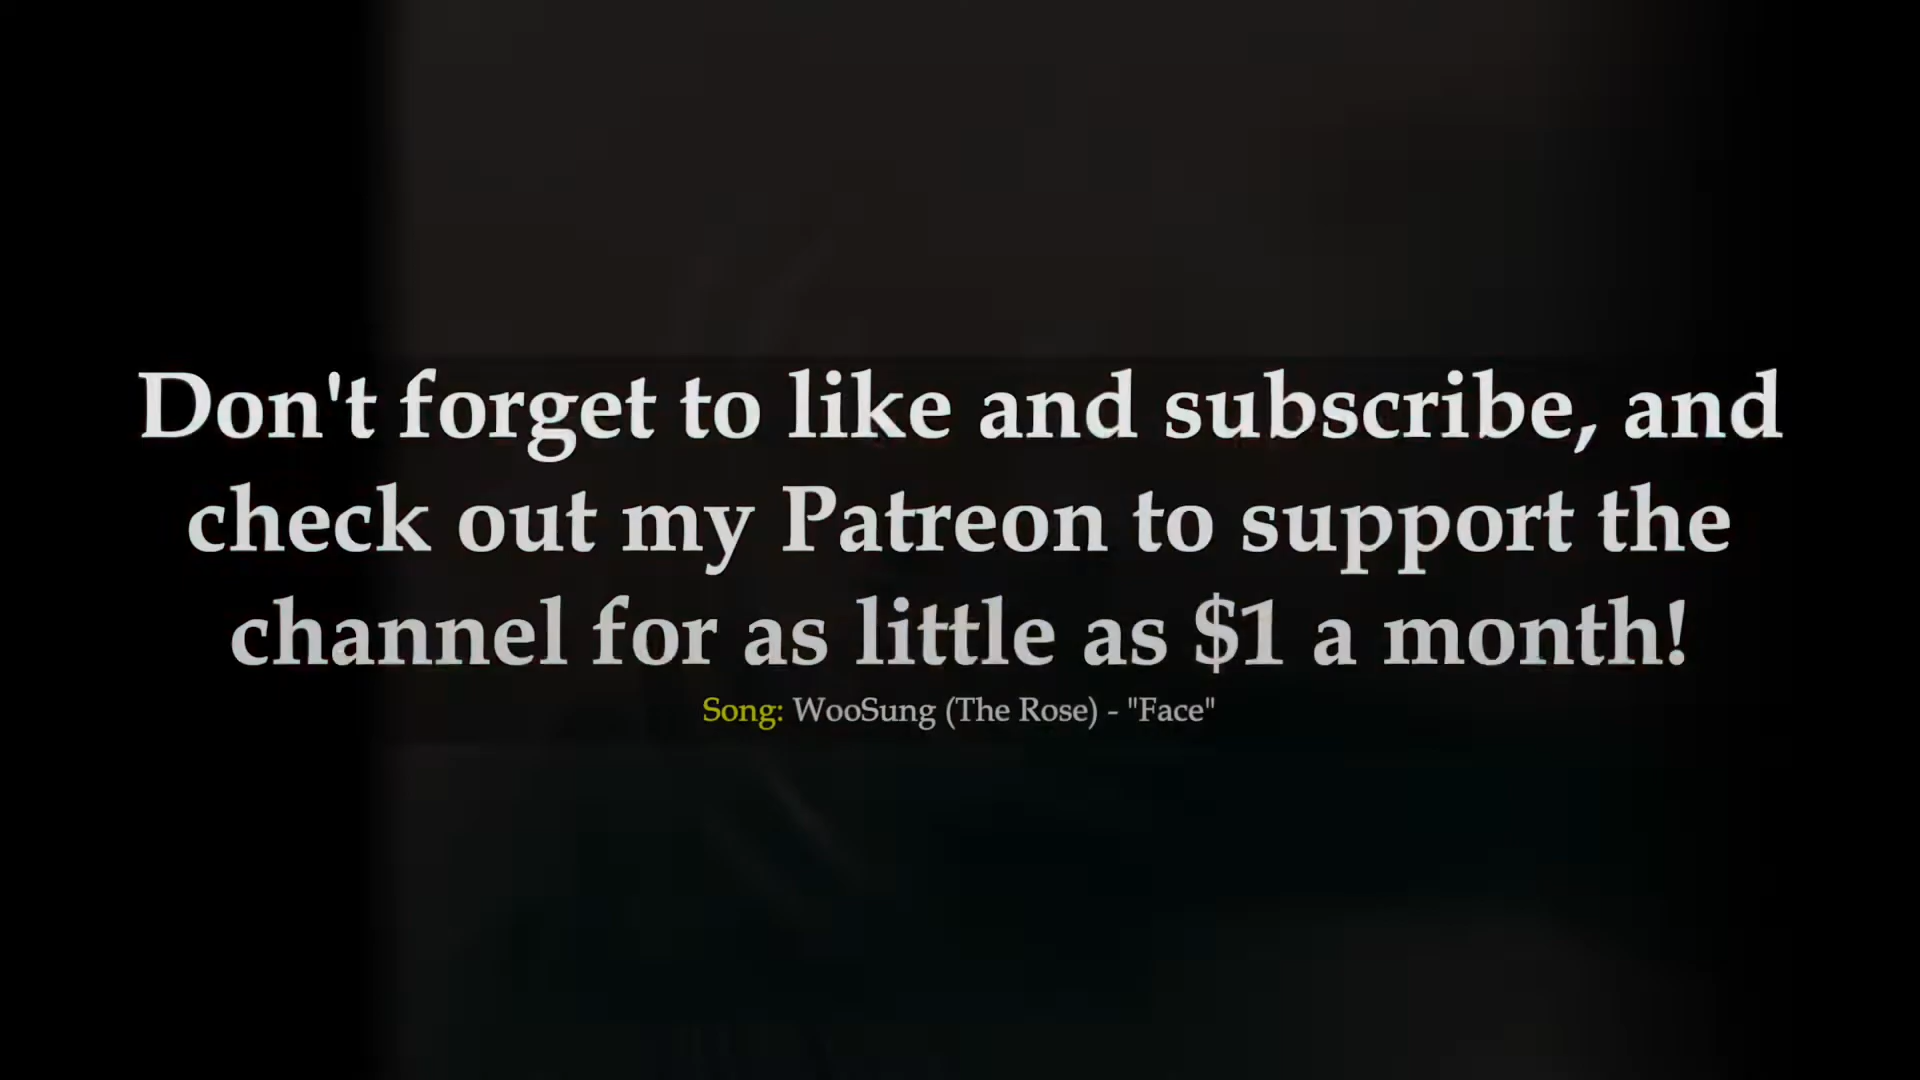 Don't forget to like and subscribe, and
check out my Patreon to support the
channel for as little as $1 a month!
Song: WooSung (The Rose) - "Face"